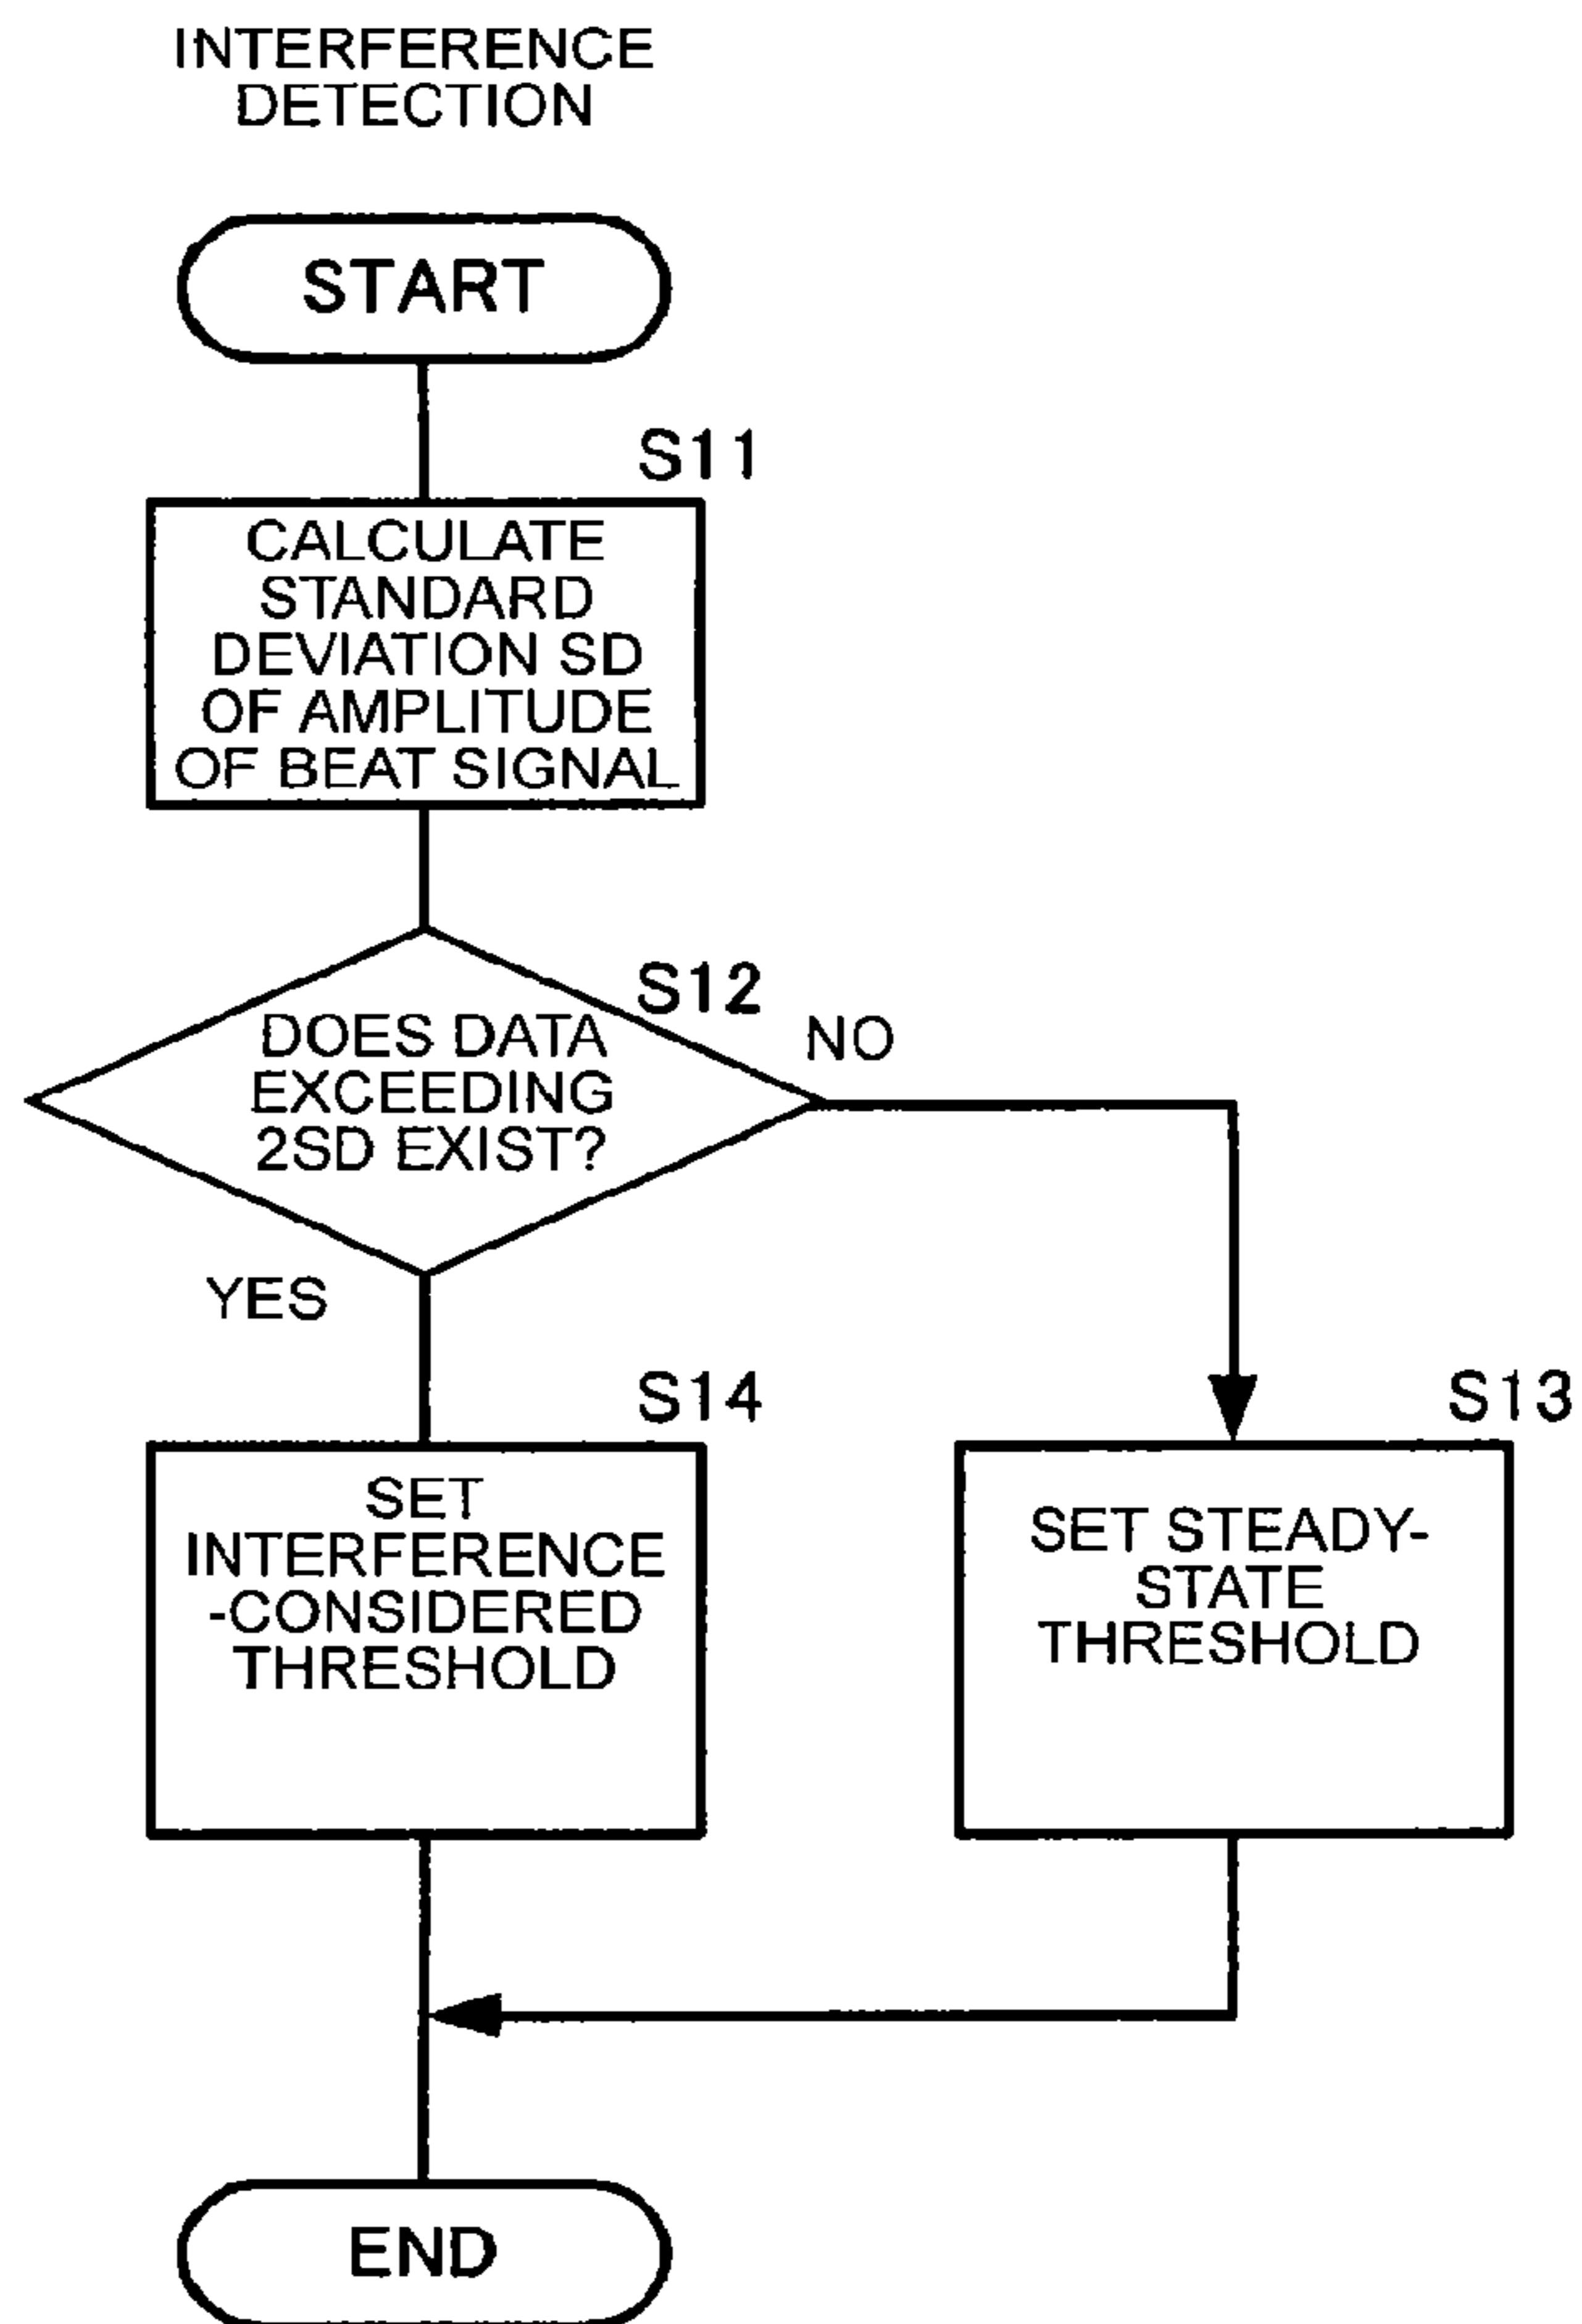 INTERFERENCE
DETECTION
START
S11
CALCULATE
STANDARD
DEVIATION SD
OF AMPLITUDE
OF BEAT SIGNAL
S12
DOES DATA
EXCEEDING
2SD EXIST?
NO
YES
S14
SET
INTERFERENCE
-CONSIDERED
THRESHOLD
S13
SET STEADY-
STATE
THRESHOLD
END